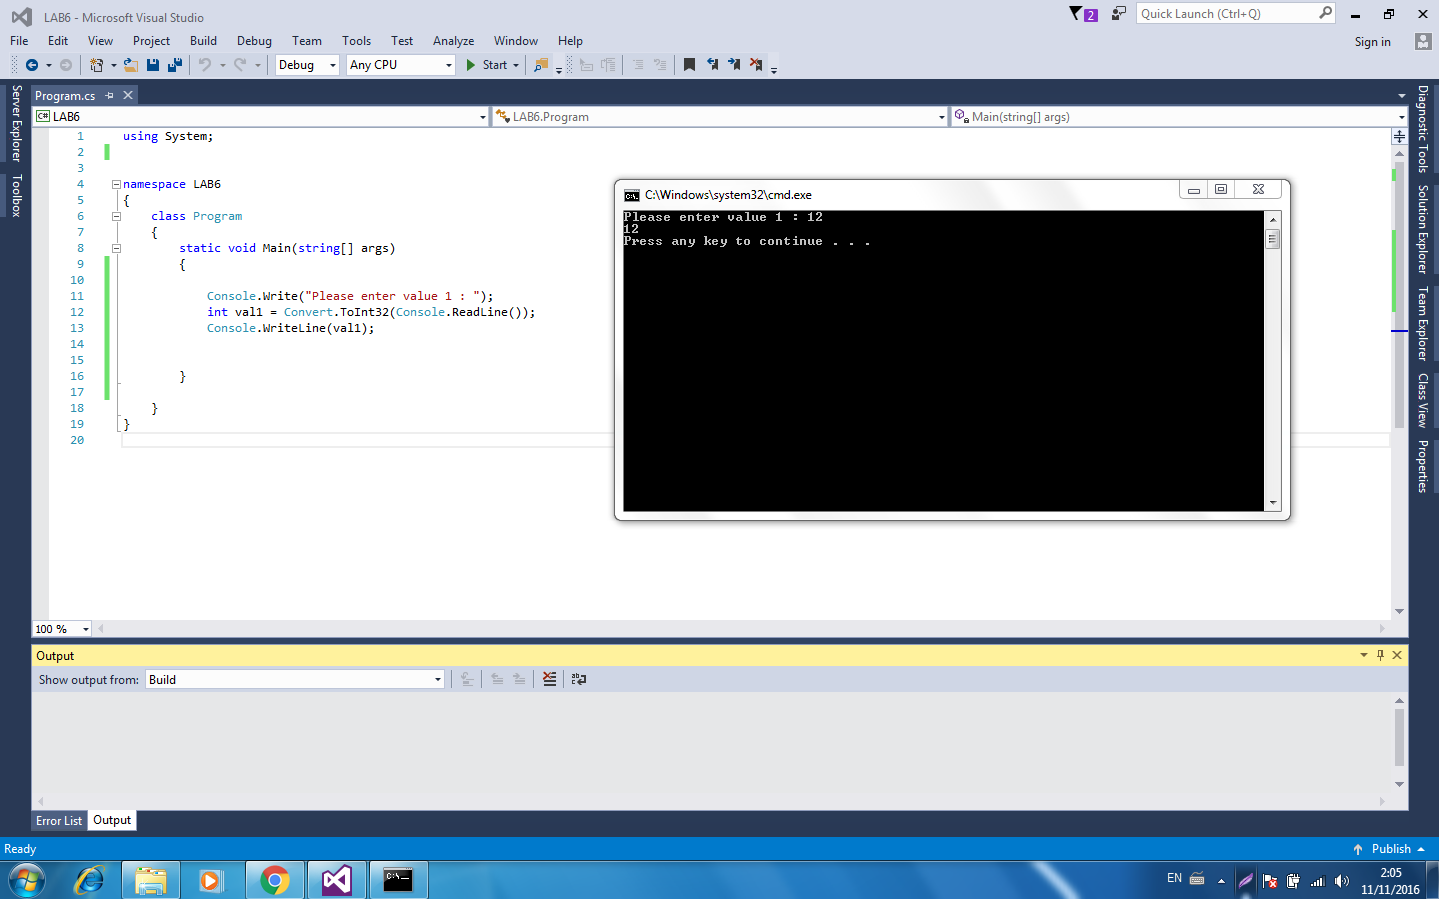 LAB6 - Microsoft Visual Studio
2
Quick Launch (Ctrl+Q)
File Edit View Project Build Debug Team Tools Test Analyze Window Help
Sign in
Debug Any CPU Start
Server Explorer
Toolbox
Program.cs
C# LAB6
LAB6.Program
Main(string[] args)
1 using System;
2
3
4 namespace LAB6
5 {
6 class Program
7 {
8 static void Main(string[] args)
9 {
10
11 Console.Write("Please enter value 1 : ");
12 int val1 = Convert.ToInt32(Console.ReadLine());
13 Console.WriteLine(val1);
14
15
16 }
17
18 }
19 }
20
C:\Windows\system32\cmd.exe
Please enter value 1 : 12
12
Press any key to continue . . .
Diagnostic Tools
Solution Explorer
Team Explorer
Class View
Properties
100 %
Output
Show output from: Build
Error List Output
Ready
Publish
C:\_
EN
2:05
11/11/2016